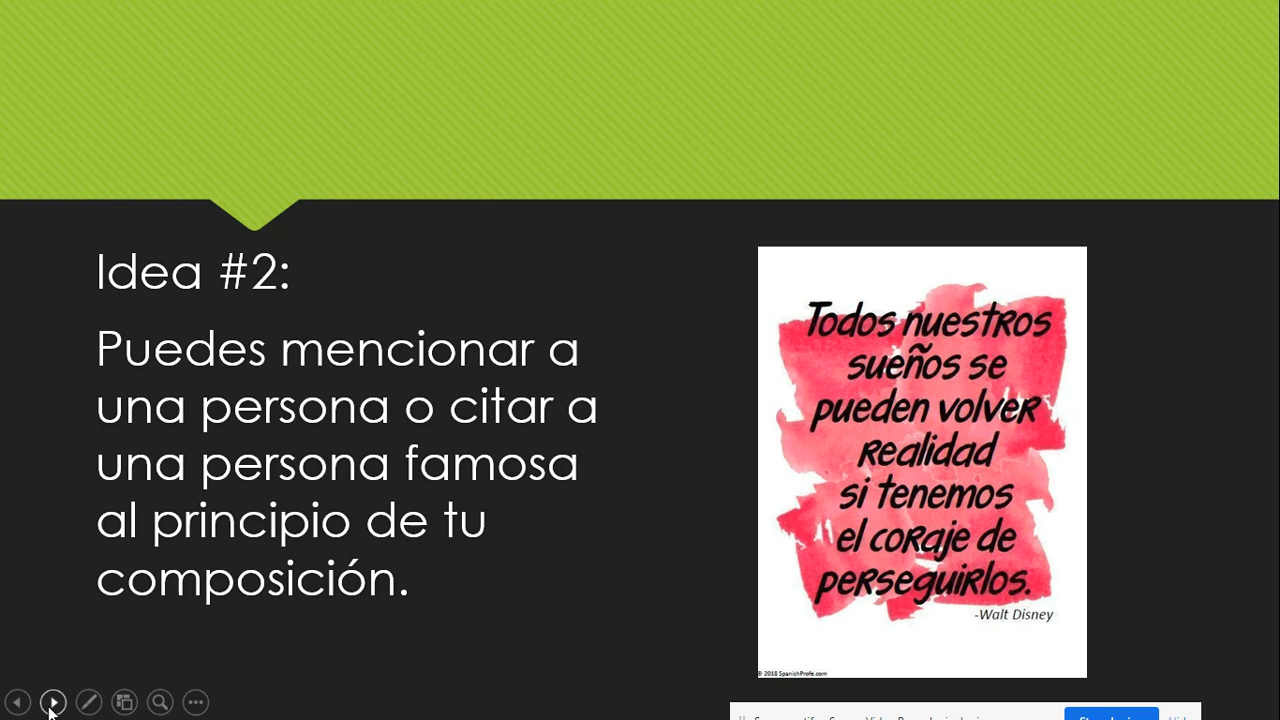 Idea #2:
Puedes mencionar a
una persona o citar a
una persona famosa
al principio de tu
composición.
Todos nuestros
sueños se
pueden volver
realidad
si tenemos
el coraje de
perseguirlos.
-Walt Disney
© 2018 SpanishProfe.com